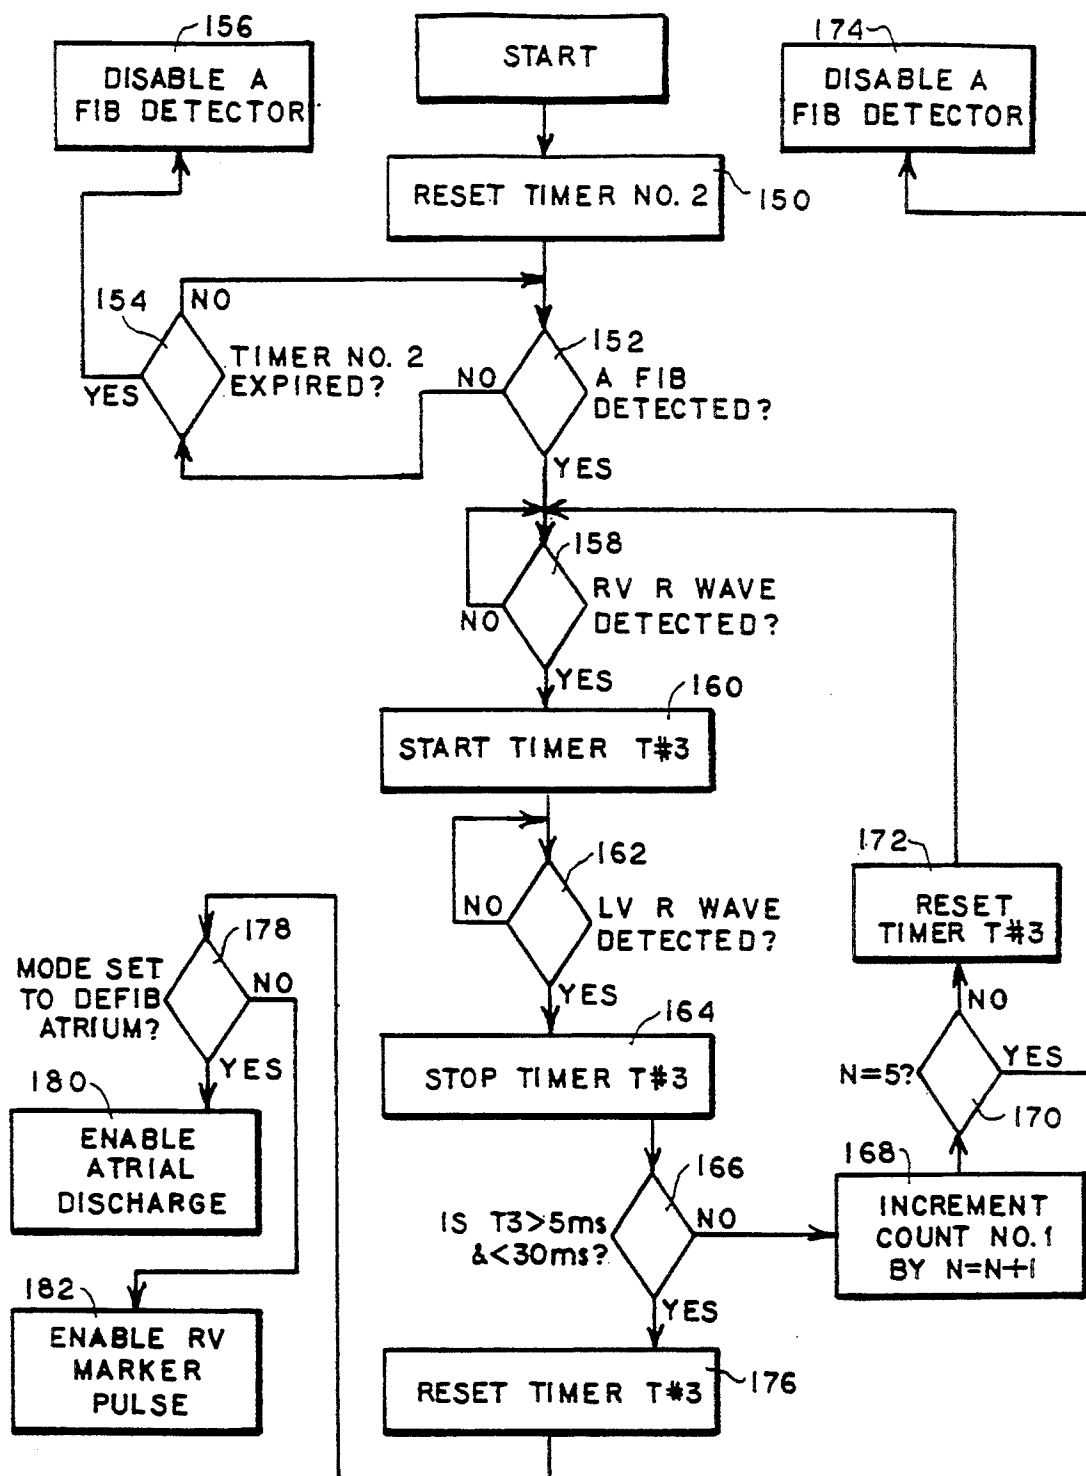 156
DISABLE A
FIB DETECTOR
START
174
DISABLE A
FIB DETECTOR
RESET TIMER NO. 2
150
154
NO
TIMER NO. 2
EXPIRED?
YES
152
NO
A FIB
DETECTED?
YES
158
RV R WAVE
DETECTED?
NO
YES
160
START TIMER T#3
162
NO
LV R WAVE
DETECTED?
YES
172
RESET
TIMER T#3
178
MODE SET
TO DEFIB
ATRIUM?
NO
YES
164
STOP TIMER T#3
NO
N=5?
YES
170
180
ENABLE
ATRIAL
DISCHARGE
166
IS T3>5ms
&<30ms?
NO
YES
168
INCREMENT
COUNT NO. 1
BY N=N+1
182
ENABLE RV
MARKER
PULSE
RESET TIMER T#3
176